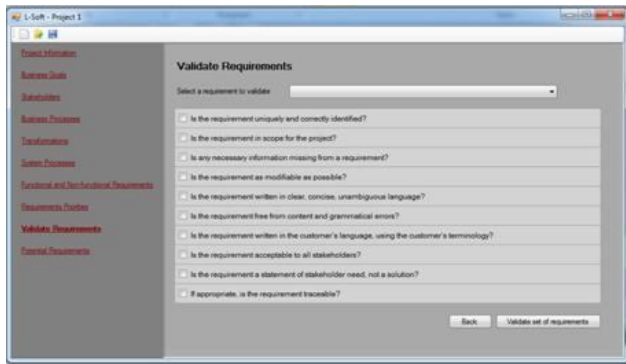 L-Soft - Project 1
Project Information
Business Goals
Stakeholders
Business Processes
Transformations
System Processes
Functional and Non-functional Requirements
Requirements Priorities
Validate Requirements
Potential Requirements
Validate Requirements
Select a requirement to validate
Is the requirement uniquely and correctly identified?
Is the requirement in scope for the project?
Is any necessary information missing from a requirement?
Is the requirement as modifiable as possible?
Is the requirement written in clear, concise, unambiguous language?
Is the requirement free from content and grammatical errors?
Is the requirement written in the customer's language, using the customer's terminology?
Is the requirement acceptable to all stakeholders?
Is the requirement a statement of stakeholder need, not a solution?
If appropriate, is the requirement traceable?
Back
Validate set of requirements